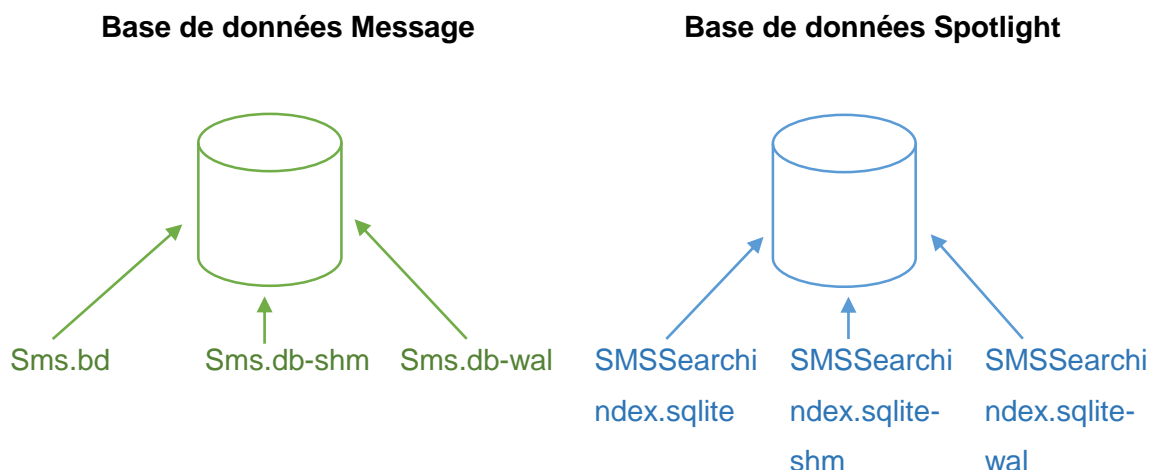 Base de données Message
Base de données Spotlight
Sms.bd
Sms.db-shm
Sms.db-wal
SMSSearchi
ndex.sqlite
SMSSearchi
ndex.sqlite-
shm
SMSSearchi
ndex.sqlite-
wal